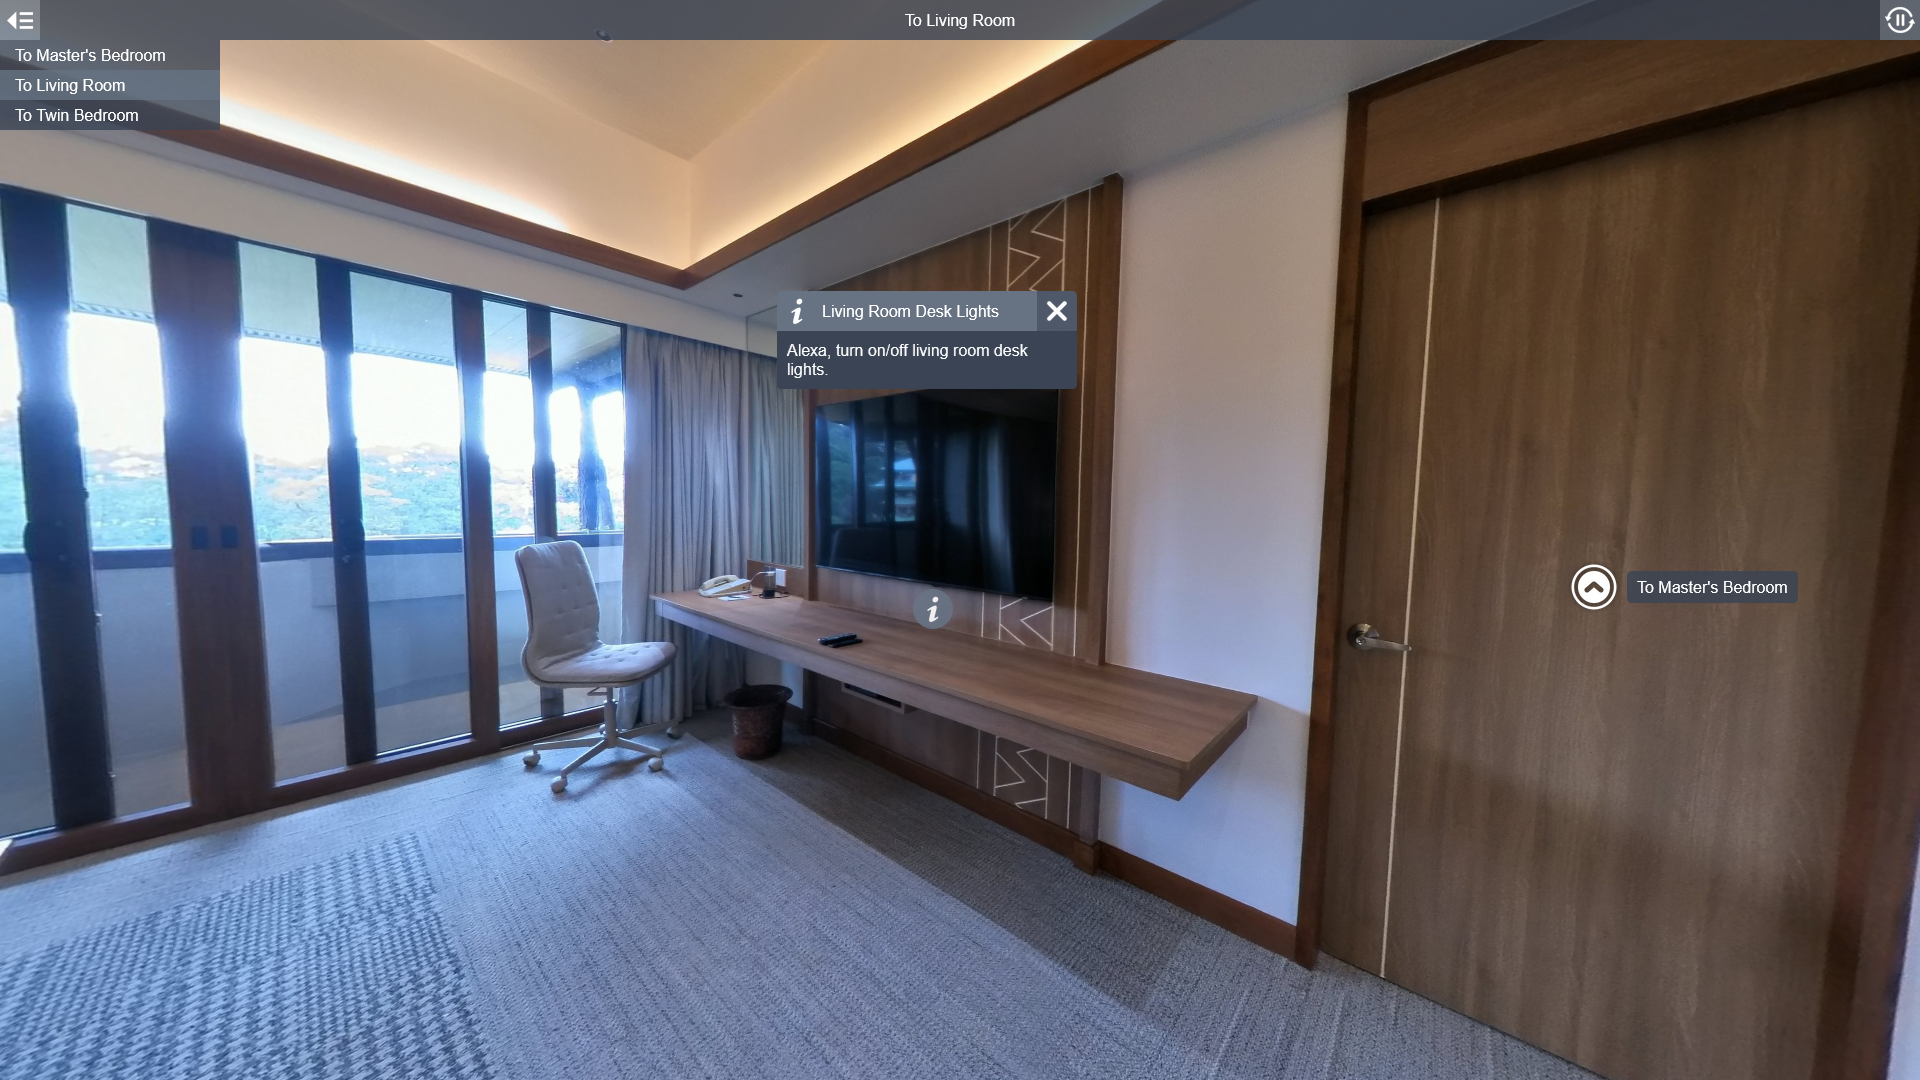 To Living Room
To Master's Bedroom
To Living Room
To Twin Bedroom
i Living Room Desk Lights
Alexa, turn on/off living room desk
lights.
i
To Master's Bedroom